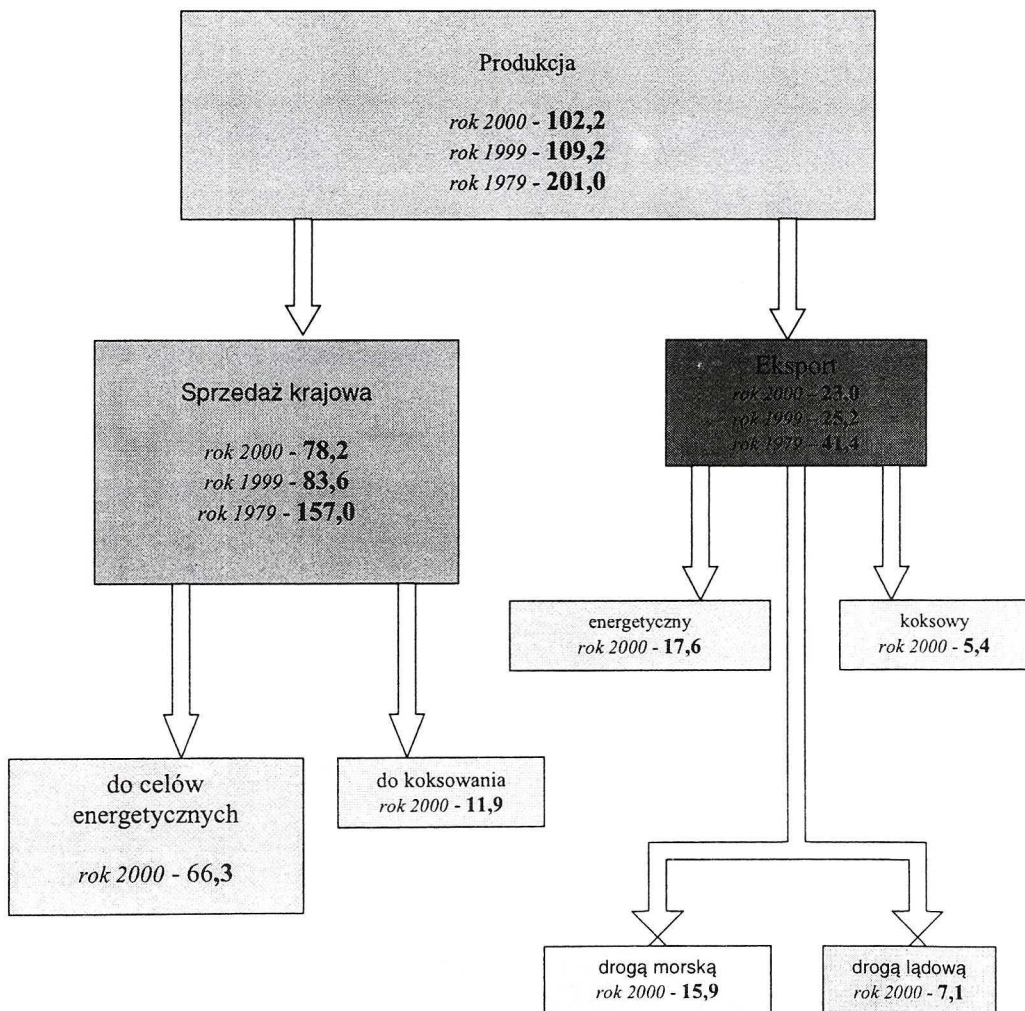 Produkcja
rok 2000 - 102,2
rok 1999 - 109,2
rok 1979 - 201,0
Sprzedaż krajowa
rok 2000 - 78,2
rok 1999 - 83,6
rok 1979 - 157,0
Eksport
rok 2000 - 23,0
rok 1999 - 25,2
rok 1979 - 41,4
energetyczny
rok 2000 - 17,6
koksowy
rok 2000 - 5,4
do celów
energetycznych
rok 2000 - 66,3
do koksowania
rok 2000 - 11,9
drogą morską
rok 2000 - 15,9
drogą lądową
rok 2000 - 7,1